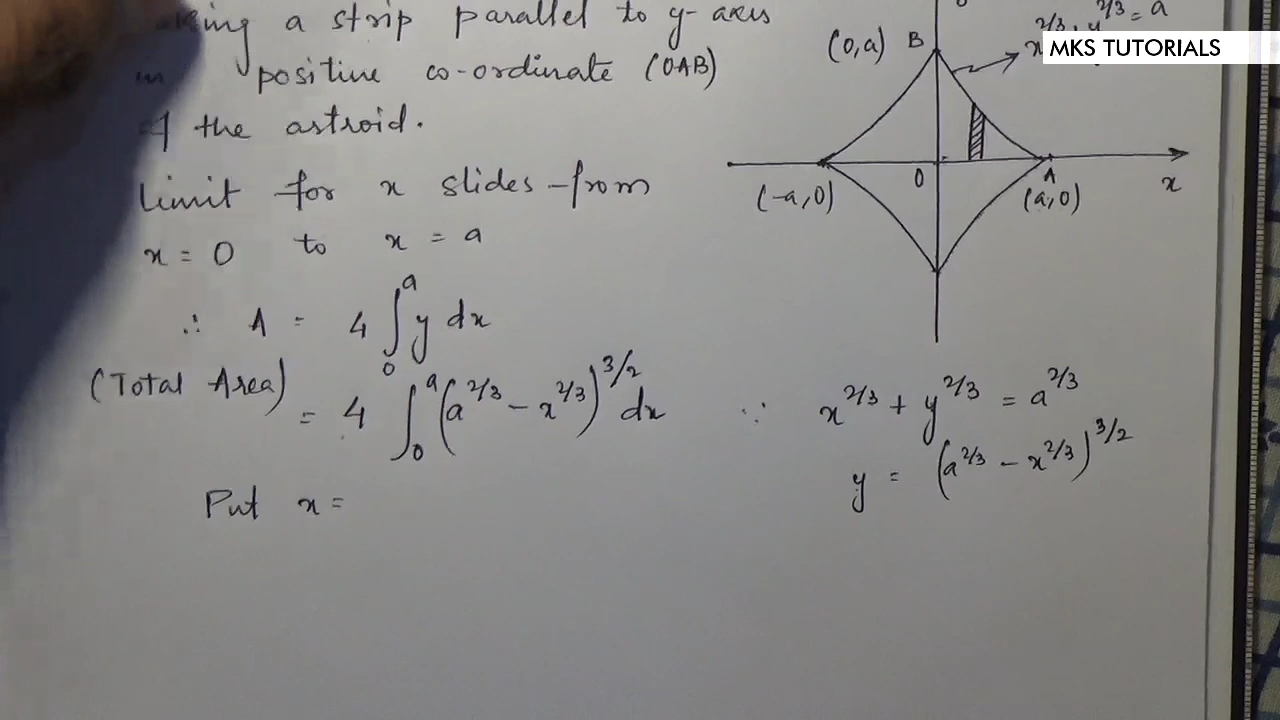 a strip parallel to y-axis
positive co-ordinate (OAB)
of the astroid.
Limit for x slides from
x = 0 to x = a
∴ A = 4 ∫₀ᵃ y dx
(Total Area)
= 4 ∫₀ᵃ (a^2/3 − x^2/3)^3/2 dx
Put x =
MKS TUTORIALS
(0,a) B
O
A
x
(-a,0)
(a,0)
∵ x^2/3 + y^2/3 = a^2/3
y = (a^2/3 − x^2/3)^3/2